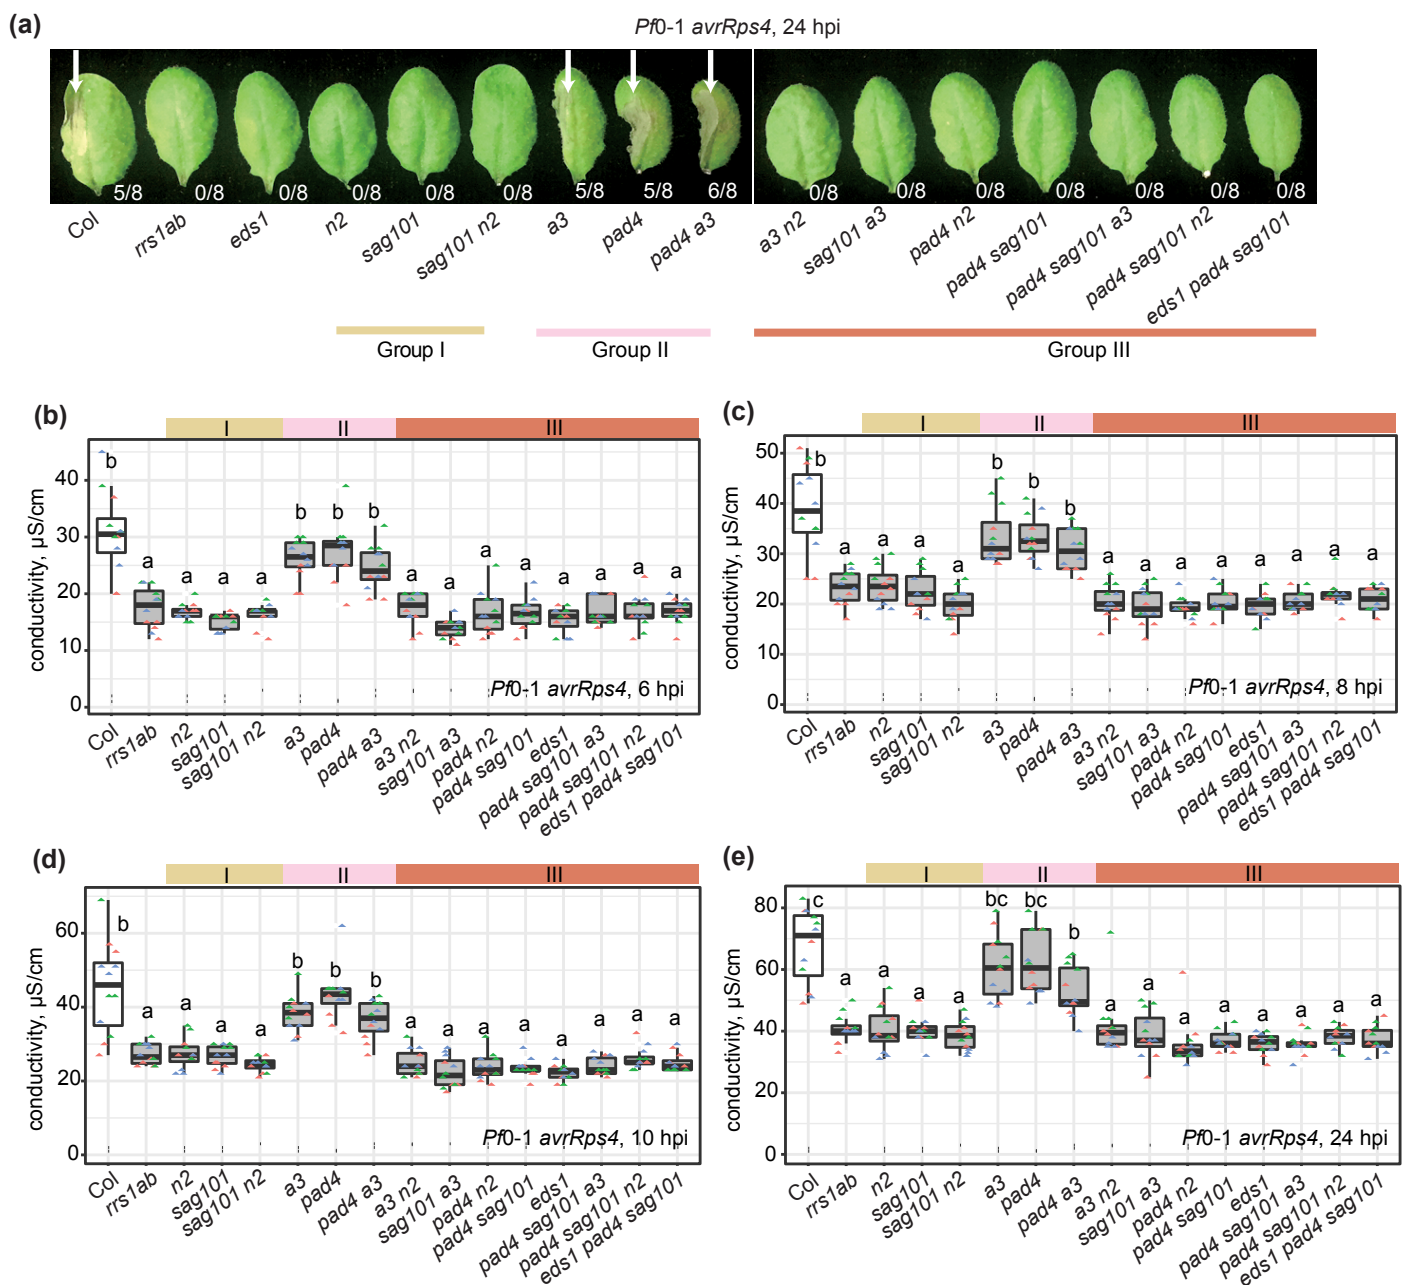 (a)
Pf0-1 avrRps4, 24 hpi
5/8 0/8 0/8 0/8 0/8 0/8 5/8 5/8 6/8 0/8 0/8 0/8 0/8 0/8 0/8 0/8
Col rrs1ab eds1 n2 sag101 sag101 n2 a3 pad4 pad4 a3 a3 n2 sag101 a3 pad4 n2 pad4 sag101 pad4 sag101 a3 pad4 sag101 n2 eds1 pad4 sag101
Group I Group II Group III
(b)
I II III
conductivity, µS/cm
40
30
20
10
0
b a a a a b b b a a a a a a a a
Pf0-1 avrRps4, 6 hpi
Col rrs1ab n2 sag101 sag101 n2 a3 pad4 pad4 a3 a3 n2 sag101 a3 pad4 n2 pad4 sag101 eds1 pad4 sag101 a3 pad4 sag101 n2 eds1 pad4 sag101
(c)
I II III
conductivity, µS/cm
50
40
30
20
10
0
b a a a a b b b a a a a a a a a
Pf0-1 avrRps4, 8 hpi
Col rrs1ab n2 sag101 sag101 n2 a3 pad4 pad4 a3 a3 n2 sag101 a3 pad4 n2 pad4 sag101 eds1 pad4 sag101 a3 pad4 sag101 n2 eds1 pad4 sag101
(d)
I II III
conductivity, µS/cm
60
40
20
0
b a a a a b b b a a a a a a a a
Pf0-1 avrRps4, 10 hpi
Col rrs1ab n2 sag101 sag101 n2 a3 pad4 pad4 a3 a3 n2 sag101 a3 pad4 n2 pad4 sag101 eds1 pad4 sag101 a3 pad4 sag101 n2 eds1 pad4 sag101
(e)
I II III
conductivity, µS/cm
80
60
40
20
0
c a a a a bc bc b a a a a a a a a
Pf0-1 avrRps4, 24 hpi
Col rrs1ab n2 sag101 sag101 n2 a3 pad4 pad4 a3 a3 n2 sag101 a3 pad4 n2 pad4 sag101 eds1 pad4 sag101 a3 pad4 sag101 n2 eds1 pad4 sag101